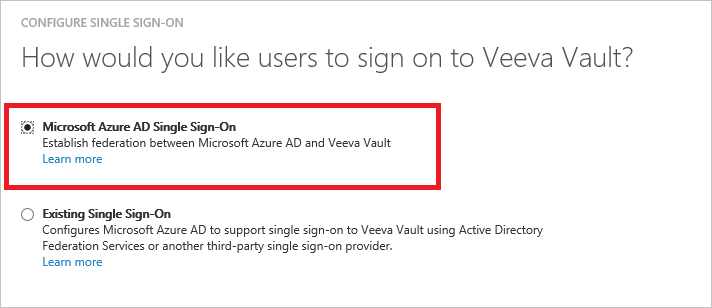 CONFIGURE SINGLE SIGN-ON
How would you like users to sign on to Veeva Vault?
Microsoft Azure AD Single Sign-On
Establish federation between Microsoft Azure AD and Veeva Vault
Learn more
Existing Single Sign-On
Configures Microsoft Azure AD to support single sign-on to Veeva Vault using Active Directory
Federation Services or another third-party single sign-on provider.
Learn more